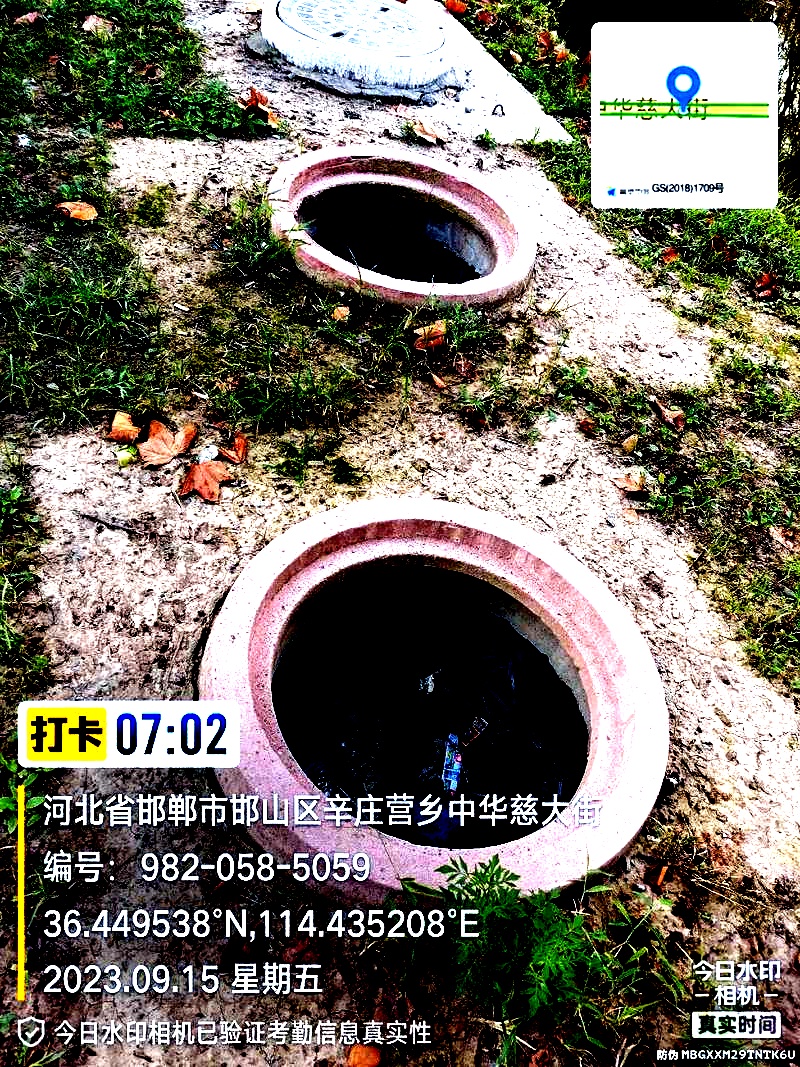 中华慈大街
GS(2018)1709号
打卡 07:02
河北省邯郸市邯山区辛庄营乡中华慈大街
编号: 982-058-5059
36.449538°N,114.435208°E
2023.09.15 星期五
今日水印相机已验证考勤信息真实性
今日水印
-相机-
真实时间
防伪 MBGXXM29TNTK6U